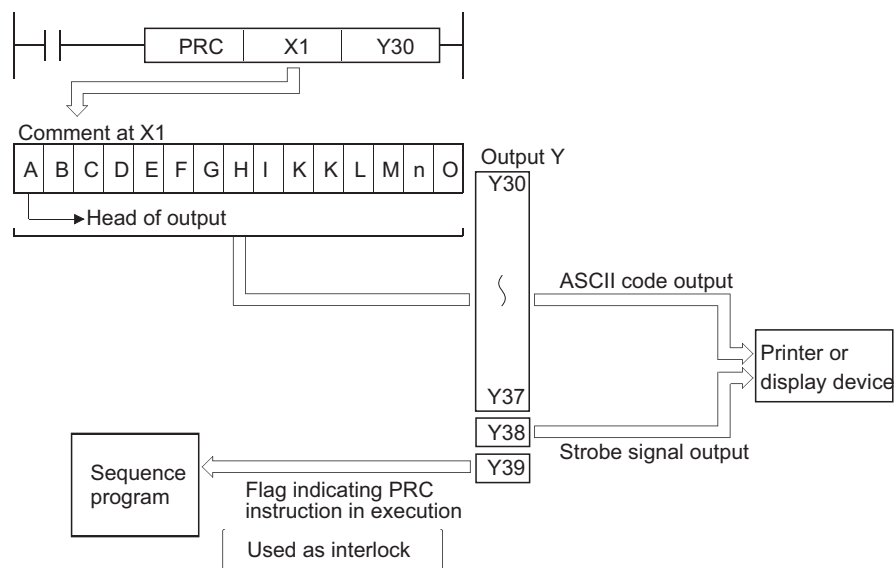 PRC X1 Y30
Comment at X1
A B C D E F G H I K K L M n O
Head of output
Output Y
Y30
ASCII code output
Printer or
display device
Y37
Y38
Strobe signal output
Y39
Sequence
program
Flag indicating PRC
instruction in execution
Used as interlock